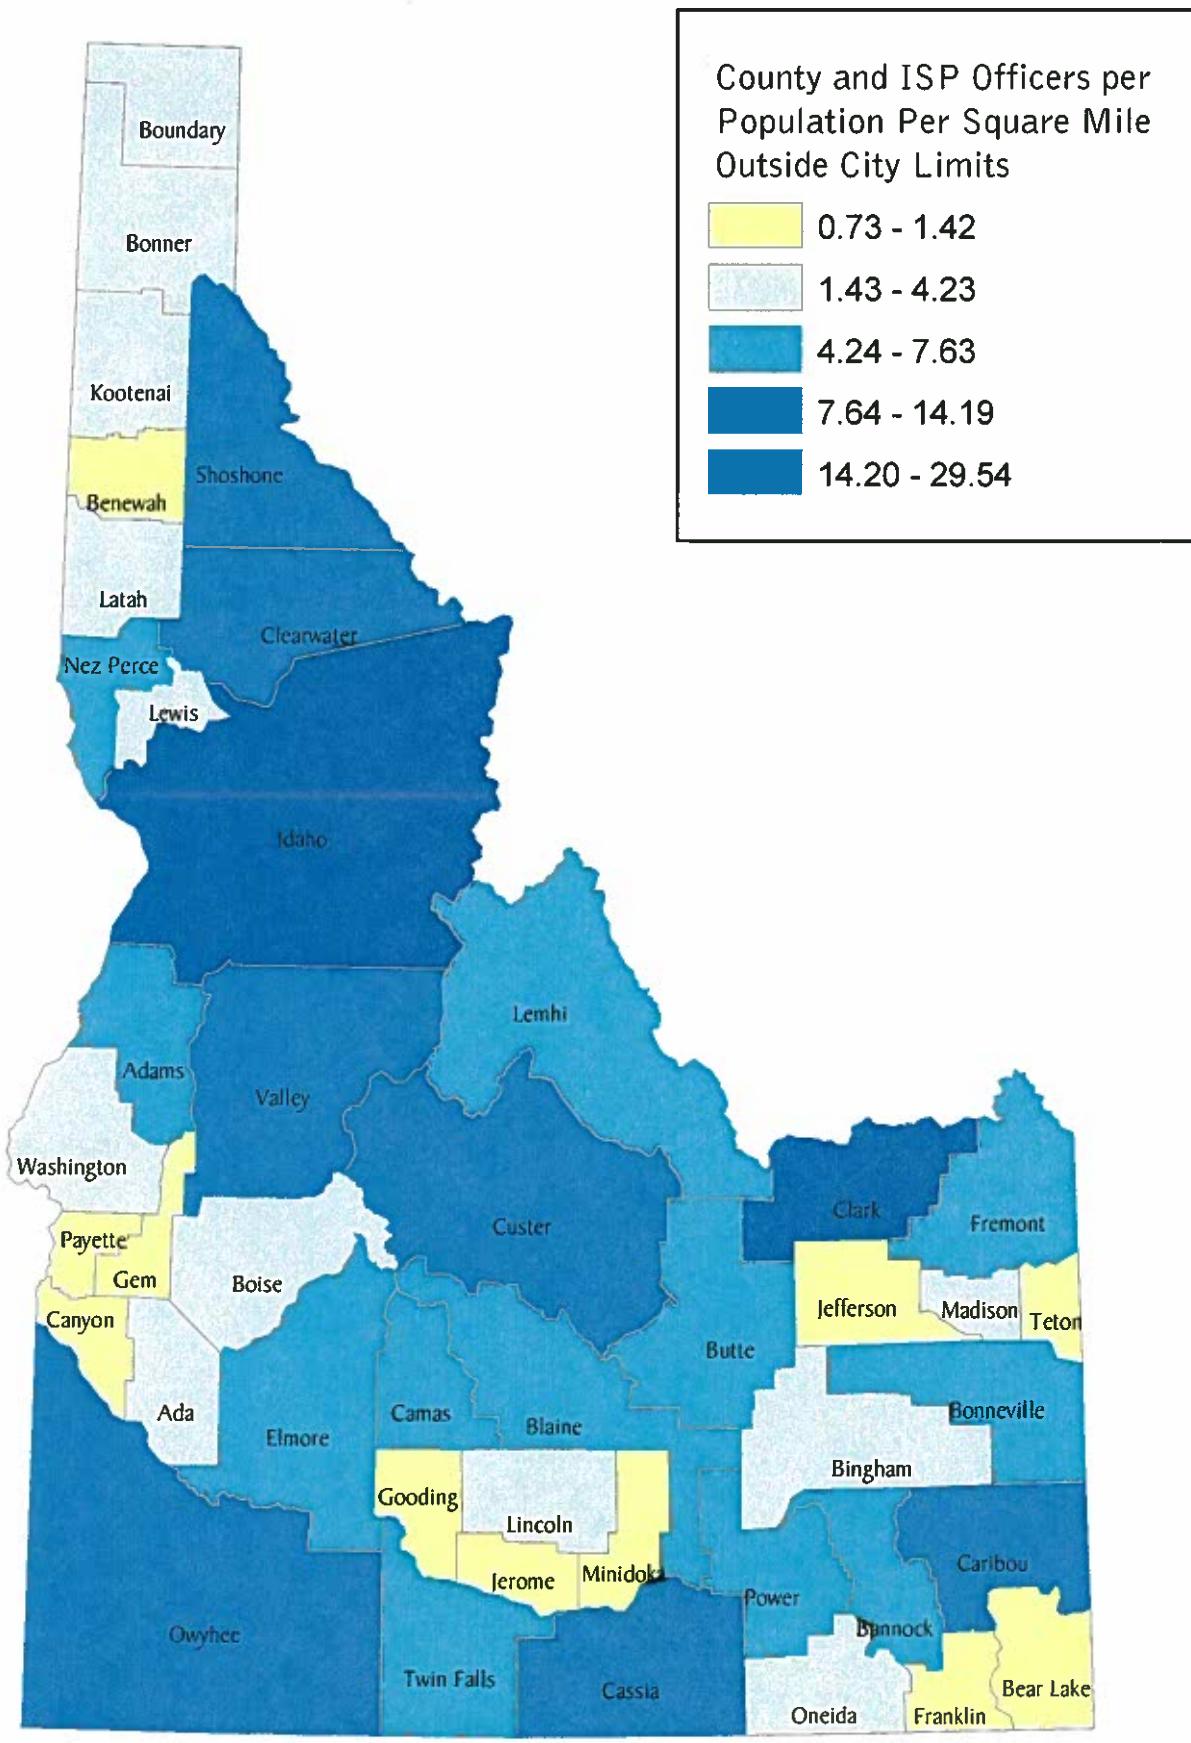 County and ISP Officers per
Population Per Square Mile
Outside City Limits
0.73 - 1.42
1.43 - 4.23
4.24 - 7.63
7.64 - 14.19
14.20 - 29.54
Boundary
Bonner
Kootenai
Shoshone
Benewah
Latah
Clearwater
Nez Perce
Lewis
Idaho
Lemhi
Adams
Valley
Washington
Clark
Fremont
Custer
Payette
Gem
Boise
Jefferson
Madison
Teton
Canyon
Butte
Ada
Camas
Blaine
Bonneville
Elmore
Bingham
Gooding
Lincoln
Caribou
Jerome
Minidoka
Power
Bannock
Owyhee
Twin Falls
Cassia
Bear Lake
Oneida
Franklin